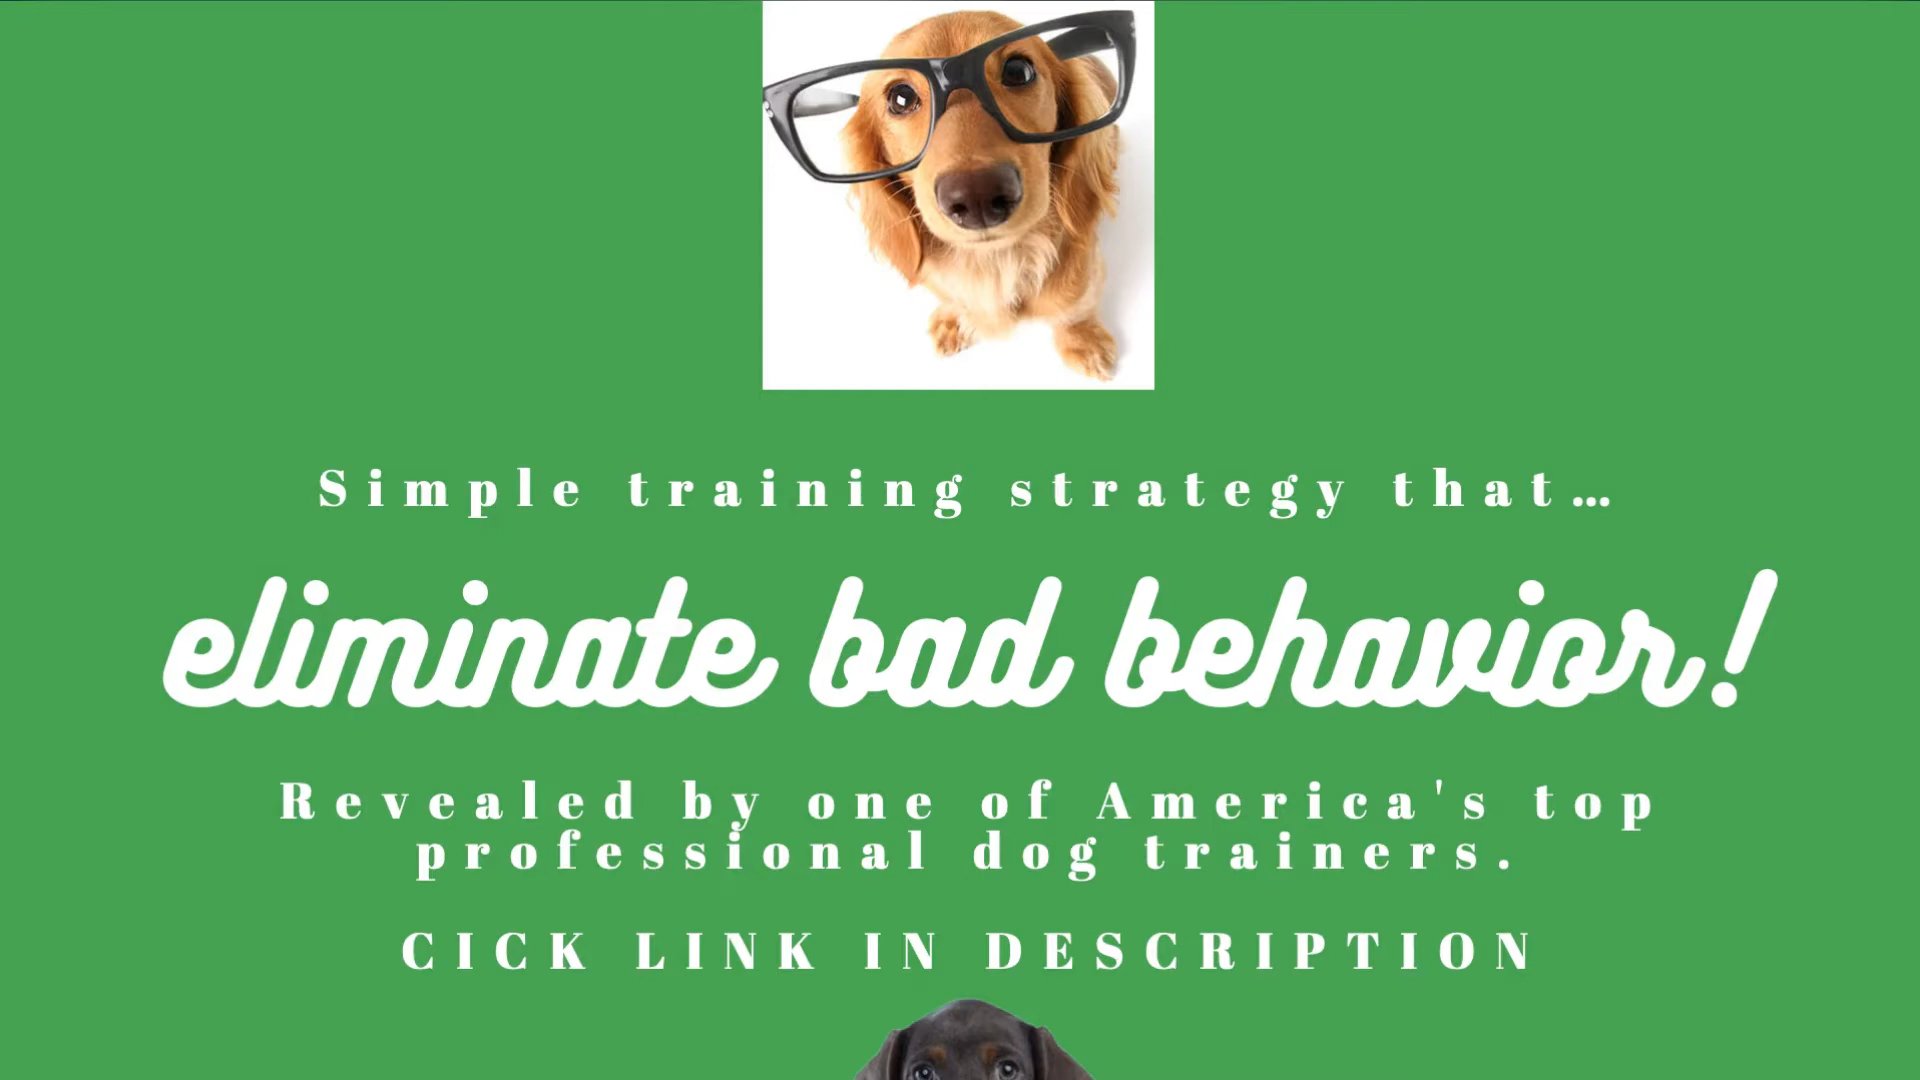 Simple training strategy that...
eliminate bad behavior!
Revealed by one of America's top
professional dog trainers.
CICK LINK IN DESCRIPTION